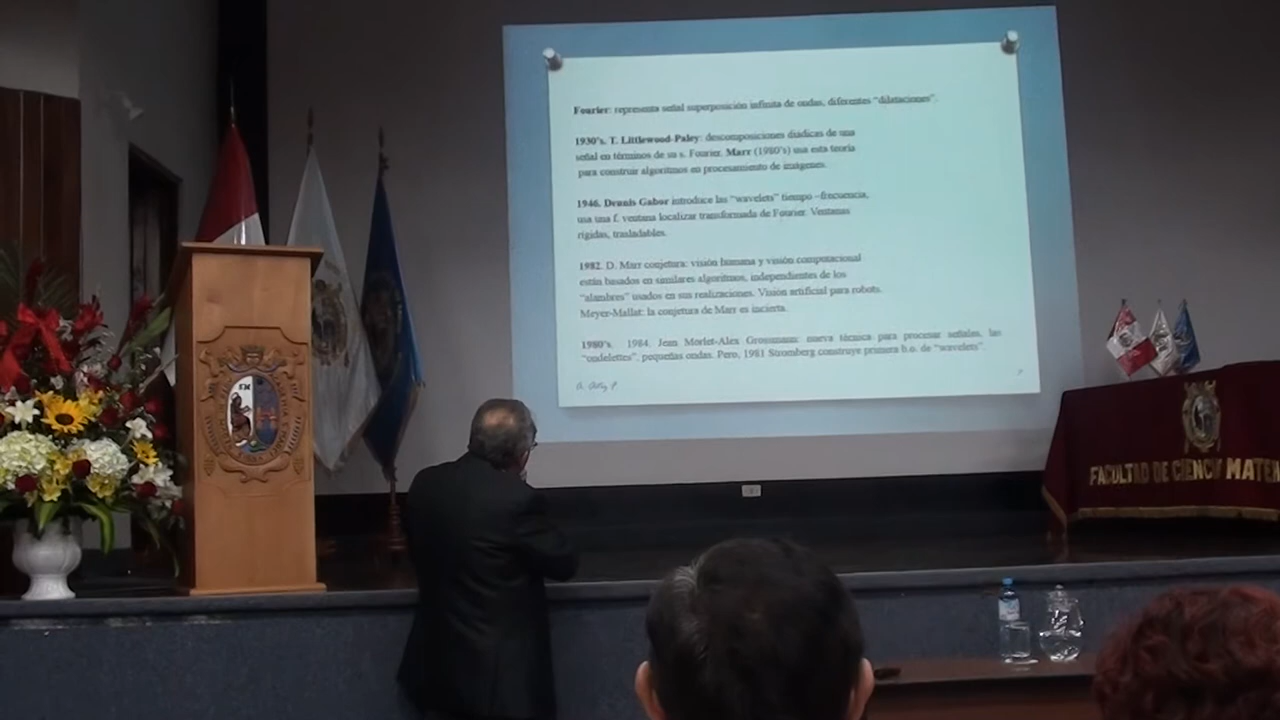 Fourier: representa señal superposición infinita de ondas, diferentes “dilataciones”.
1930's. T. Littlewood-Paley: descomposiciones diádicas de una
señal en términos de su s. Fourier. Marr (1980's) usa esta teoría
para construir algoritmos en procesamiento de imágenes.
1946. Dennis Gabor introduce las “wavelets” tiempo –frecuencia,
usa una f. ventana localizar transformada de Fourier. Ventanas
rígidas, trasladables.
1982. D. Marr conjetura: visión humana y visión computacional
están basados en similares algoritmos, independientes de los
“alambres” usados en sus realizaciones. Visión artificial para robots.
Meyer-Mallat: la conjetura de Marr es incierta.
1980's. 1984. Jean Morlet-Alex Grossmann: nueva técnica para procesar señales, las
“ondelettes”, pequeñas ondas. Pero, 1981 Stromberg construye primera b.o. de “wavelets”.
FACULTAD DE CIENCI MATEM